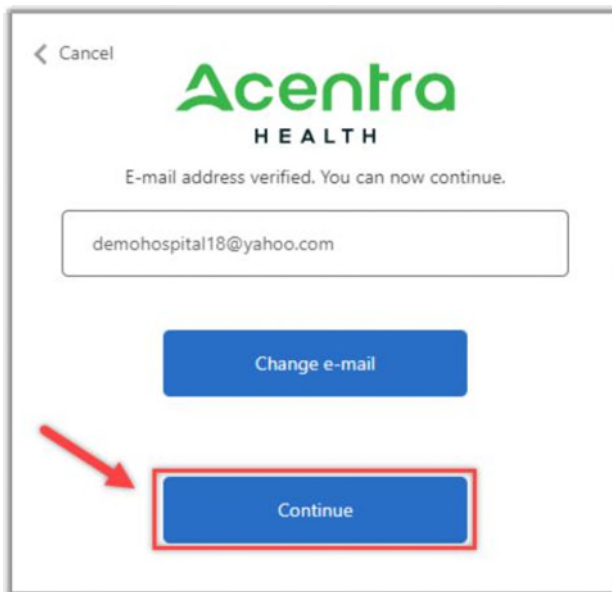 Cancel
Acentra
HEALTH
E-mail address verified. You can now continue.
demohospital18@yahoo.com
Change e-mail
Continue